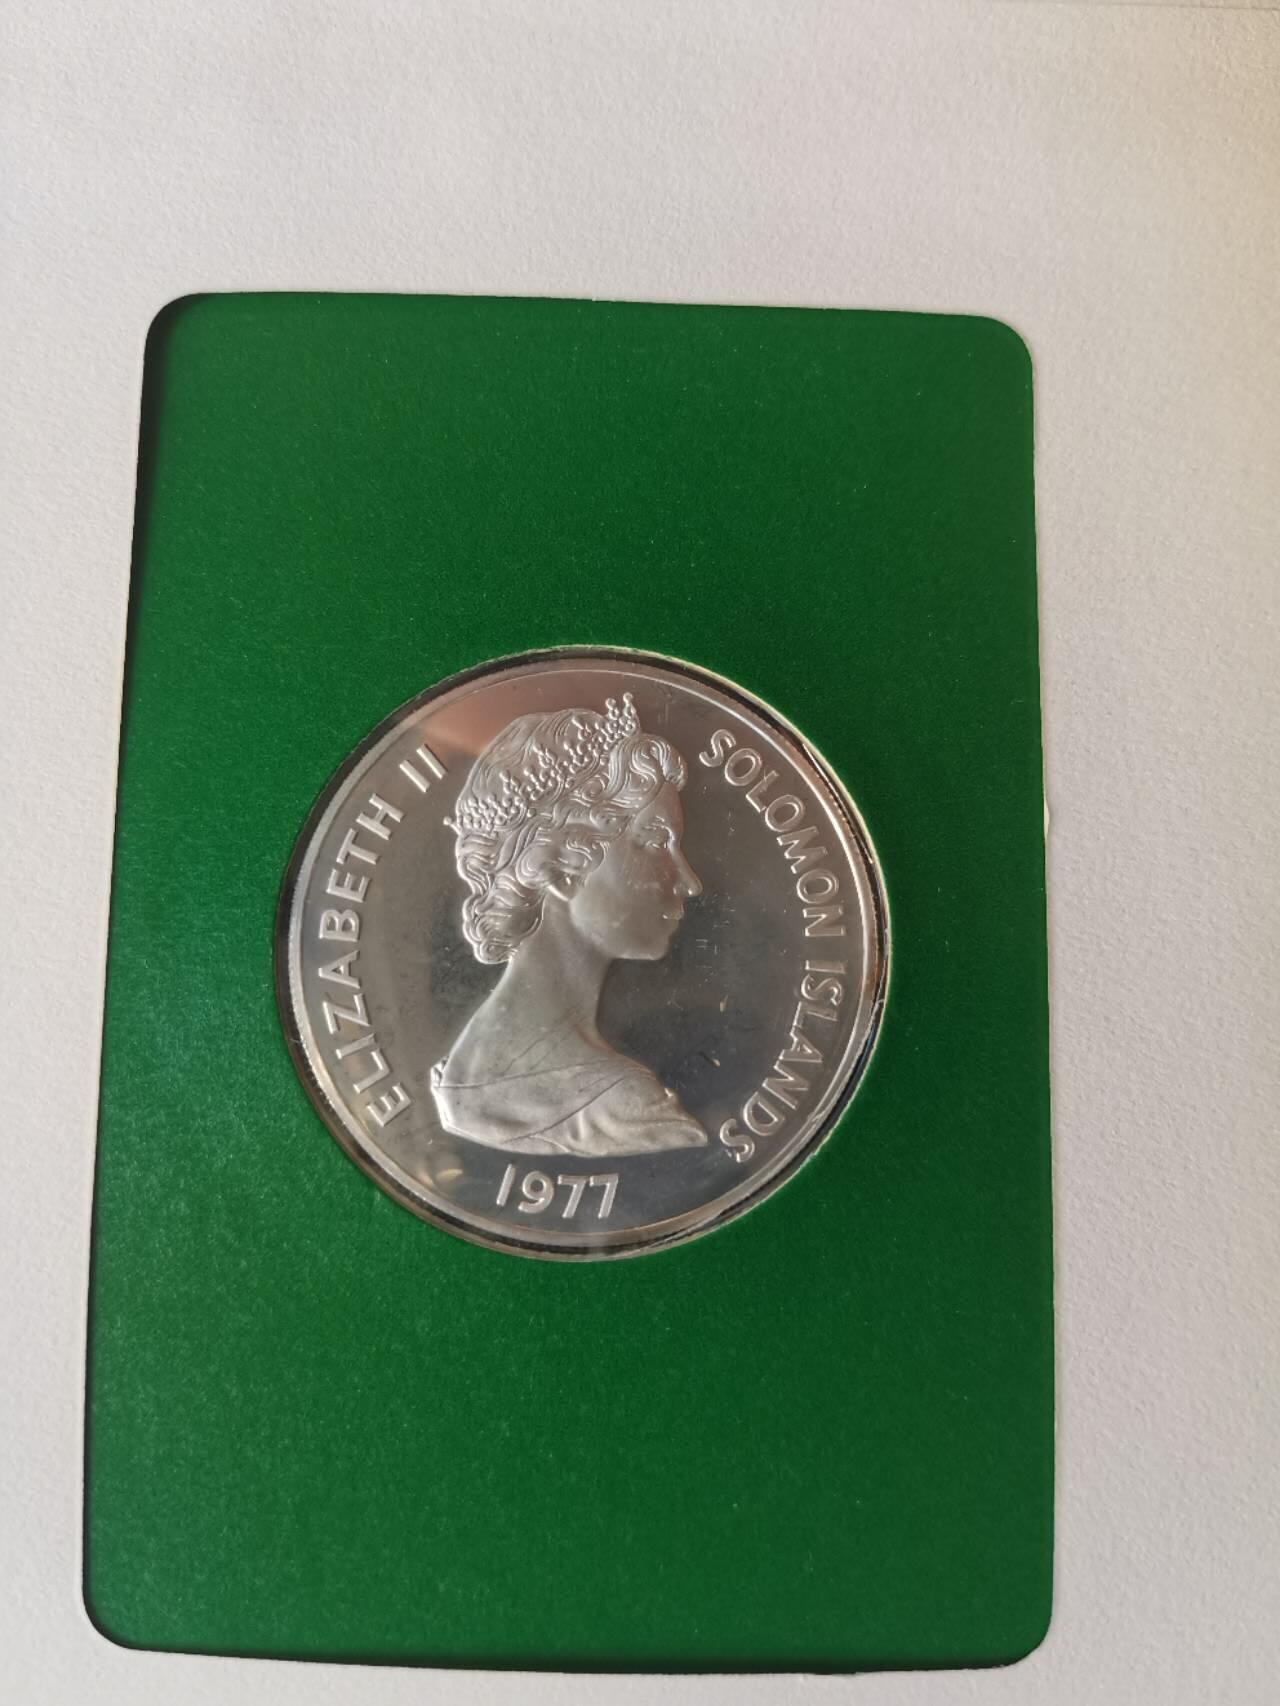 ELIZABETH II
SOLOMON ISLANDS
1977